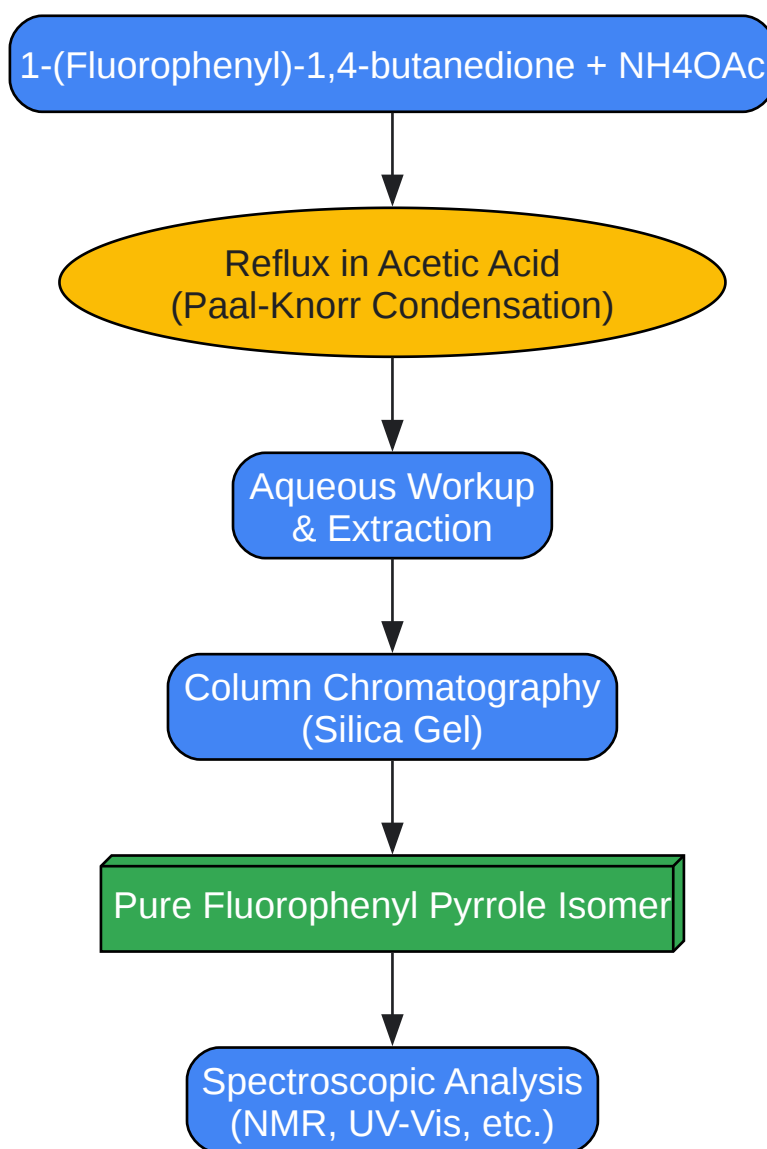 1-(Fluorophenyl)-1,4-butanedione + NH4OAc
Reflux in Acetic Acid
(Paal-Knorr Condensation)
Aqueous Workup
& Extraction
Column Chromatography
(Silica Gel)
Pure Fluorophenyl Pyrrole Isomer
Spectroscopic Analysis
(NMR, UV-Vis, etc.)